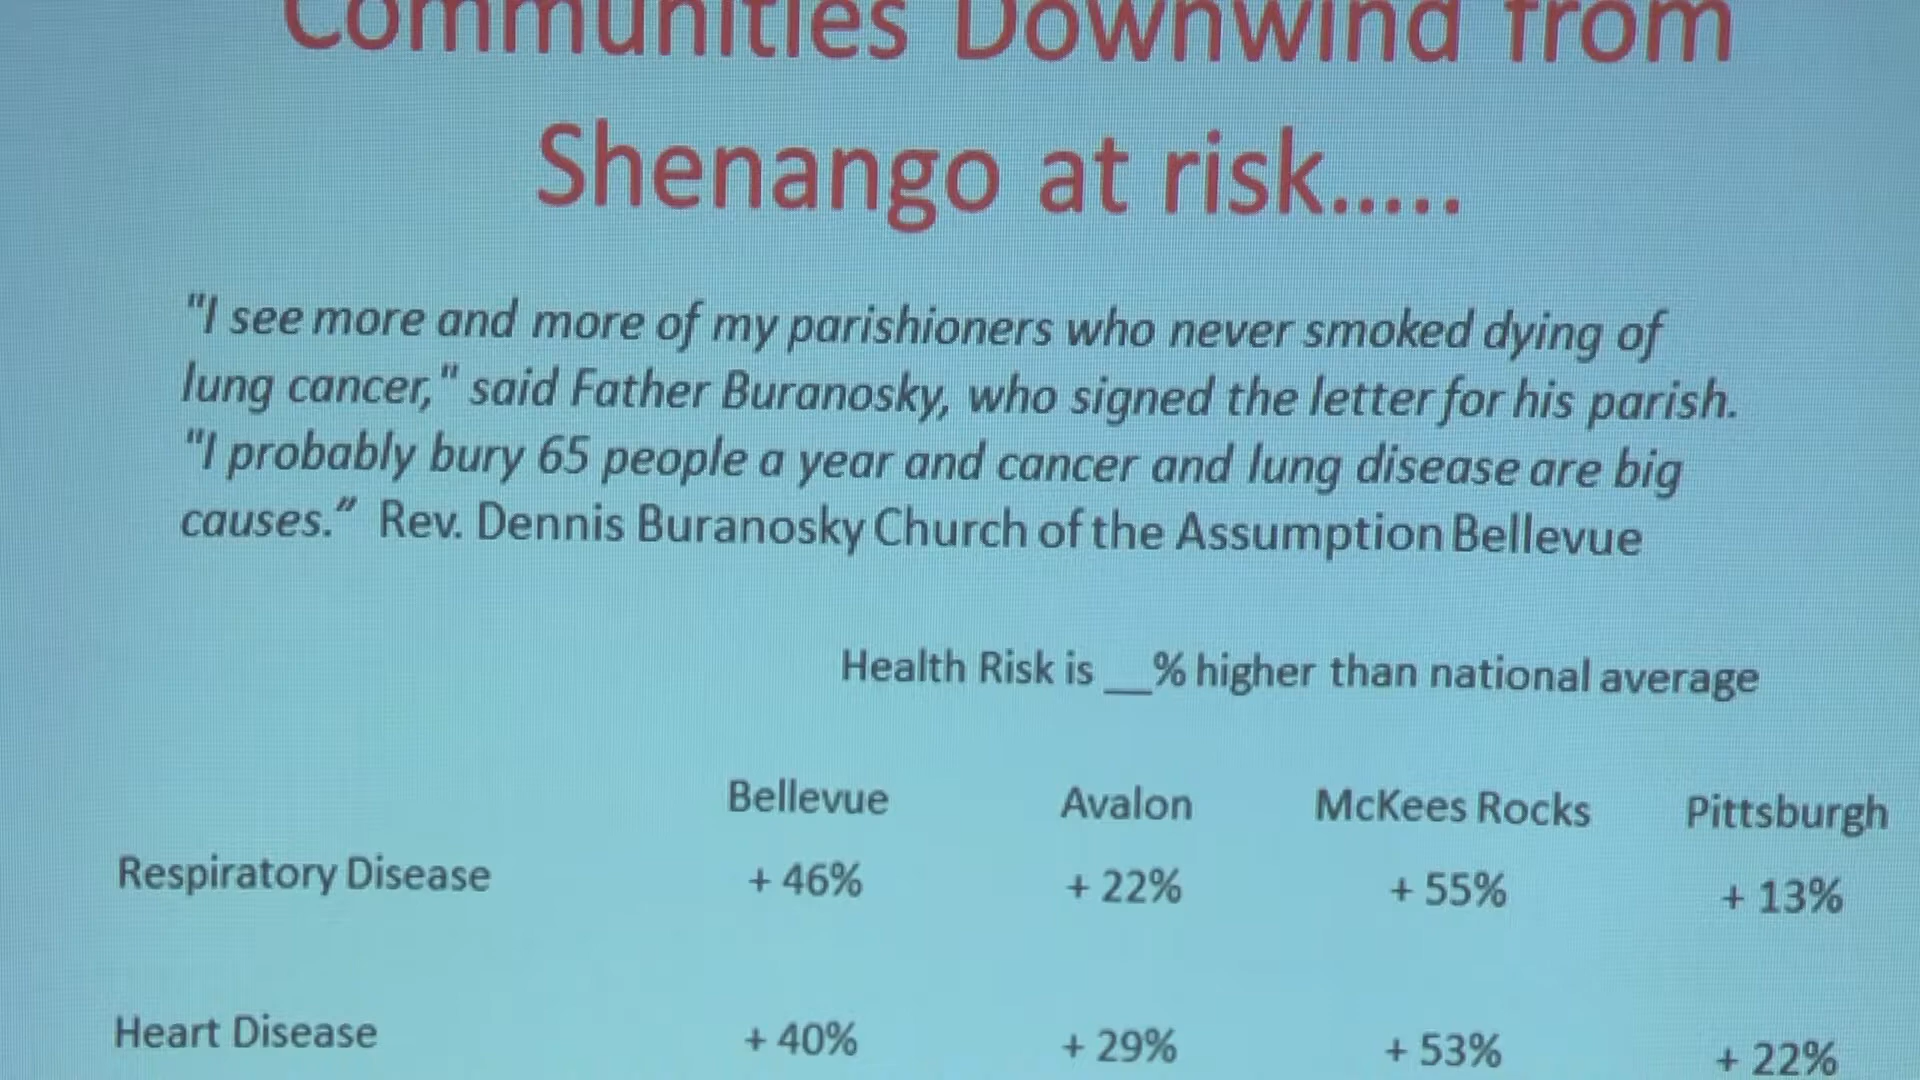 Communities Downwind from
Shenango at risk.....
"I see more and more of my parishioners who never smoked dying of
lung cancer," said Father Buranosky, who signed the letter for his parish.
"I probably bury 65 people a year and cancer and lung disease are big
causes.” Rev. Dennis Buranosky Church of the Assumption Bellevue
Health Risk is __% higher than national average
Bellevue Avalon McKees Rocks Pittsburgh
Respiratory Disease + 46% + 22% + 55% + 13%
Heart Disease + 40% + 29% + 53% + 22%